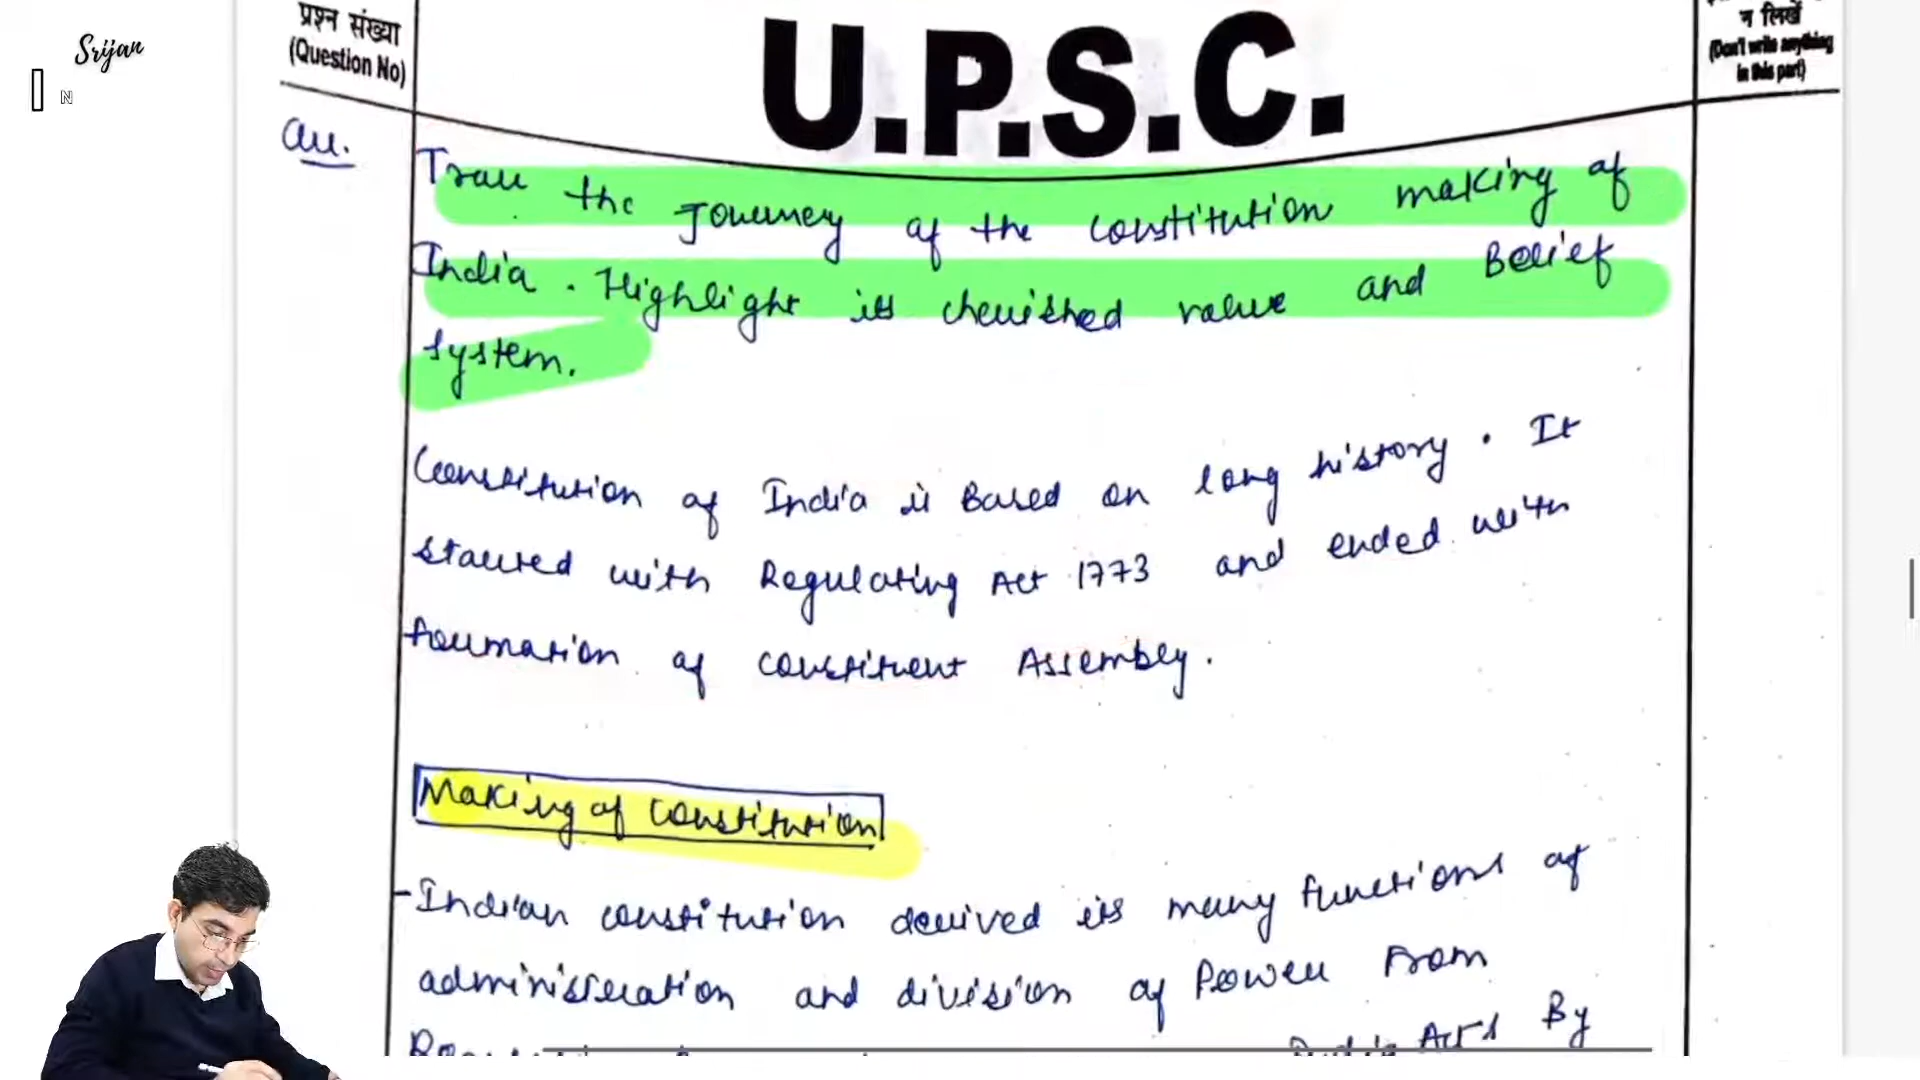 Srijan
IN
प्रश्न संख्या
(Question No)
U.P.S.C.
न लिखें
(Don't write anything
in this part)
Trace the Journey of the constitution making of
India. Highlight its cherished value and Belief
system.
Constitution of India is Based on long history. It
started with Regulating Act 1773 and ended with
formation of constituent Assembly.
Making of constitution
-Indian constitution derived its many functions of
administration and division of Power From
India Acts By